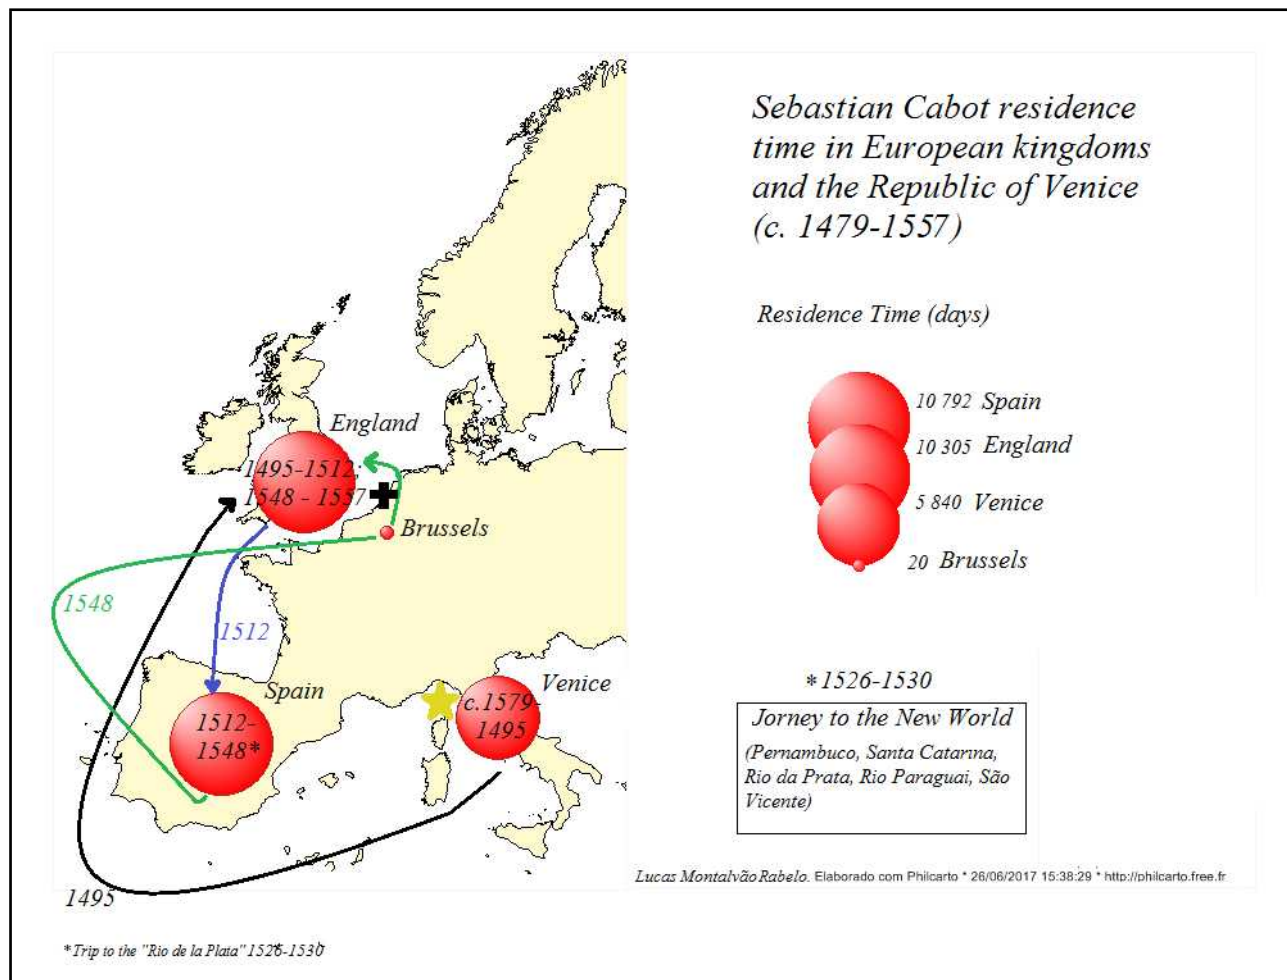 Sebastian Cabot residence
time in European kingdoms
and the Republic of Venice
(c. 1479-1557)
Residence Time (days)
10 792 Spain
10 305 England
5 840 Venice
20 Brussels
England
1495-1512;
1548 - 1557
Brussels
1548
1512
Spain
1512-
1548*
Venice
c.1579-
1495
1495
* 1526-1530
Jorney to the New World
(Pernambuco, Santa Catarina,
Rio da Prata, Rio Paraguai, São
Vicente)
Lucas Montalvão Rabelo. Elaborado com Philcarto * 26/06/2017 15:38:29 * http://philcarto.free.fr
*Trip to the "Rio de la Plata" 1526-1530